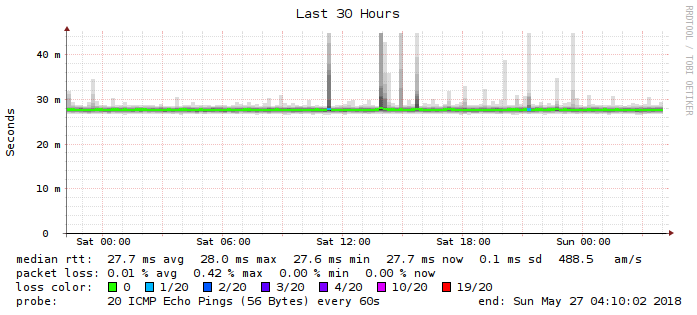 Last 30 Hours
RRDTOOL / TOBI OETIKER
Seconds
40 m
30 m
20 m
10 m
0
Sat 00:00 Sat 06:00 Sat 12:00 Sat 18:00 Sun 00:00
median rtt: 27.7 ms avg 28.0 ms max 27.6 ms min 27.7 ms now 0.1 ms sd 488.5 am/s
packet loss: 0.01 % avg 0.42 % max 0.00 % min 0.00 % now
loss color: 0 1/20 2/20 3/20 4/20 10/20 19/20
probe: 20 ICMP Echo Pings (56 Bytes) every 60s end: Sun May 27 04:10:02 2018